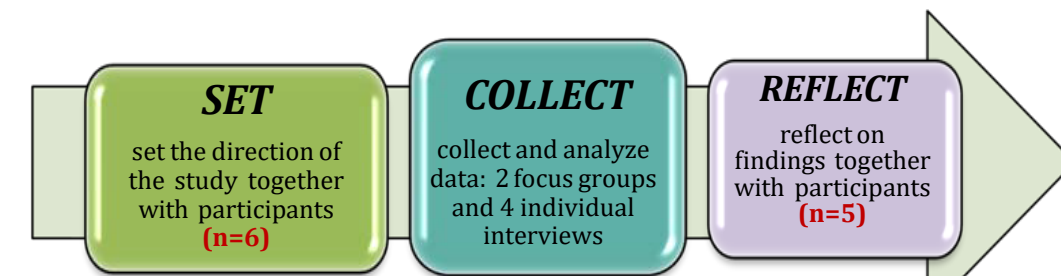 SET
set the direction of
the study together
with participants
(n=6)
COLLECT
collect and analyze
data: 2 focus groups
and 4 individual
interviews
REFLECT
reflect on
findings together
with participants
(n=5)